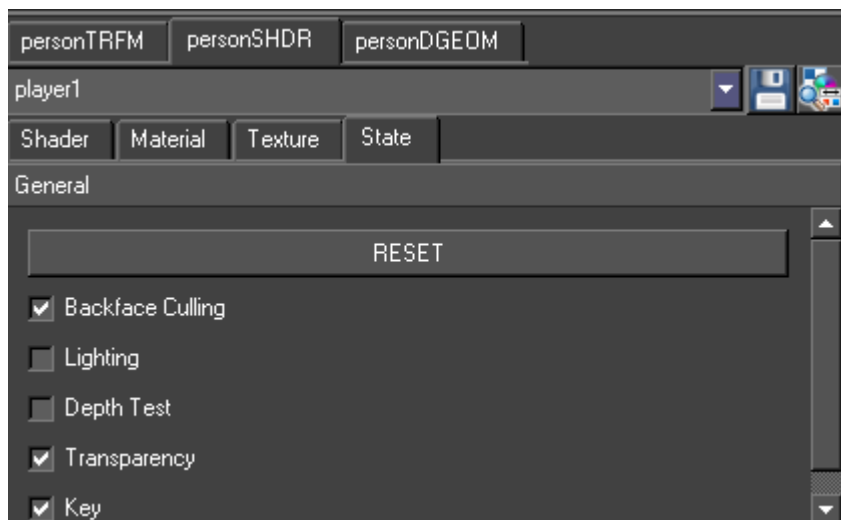 personTRFM personSHDR personDGEOM
player1
Shader Material Texture State
General
RESET
Backface Culling
Lighting
Depth Test
Transparency
Key